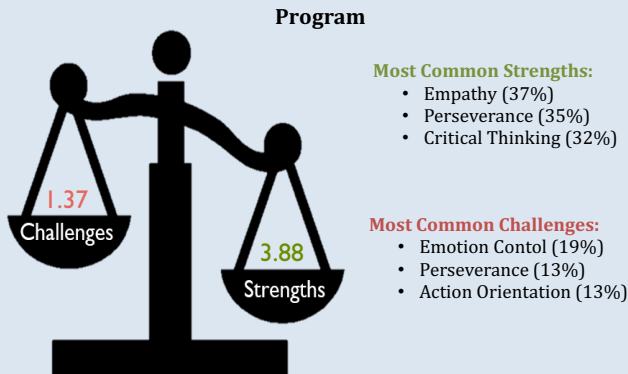 Program
Most Common Strengths:
• Empathy (37%)
• Perseverance (35%)
• Critical Thinking (32%)
1.37
Challenges
3.88
Strengths
Most Common Challenges:
• Emotion Contol (19%)
• Perseverance (13%)
• Action Orientation (13%)